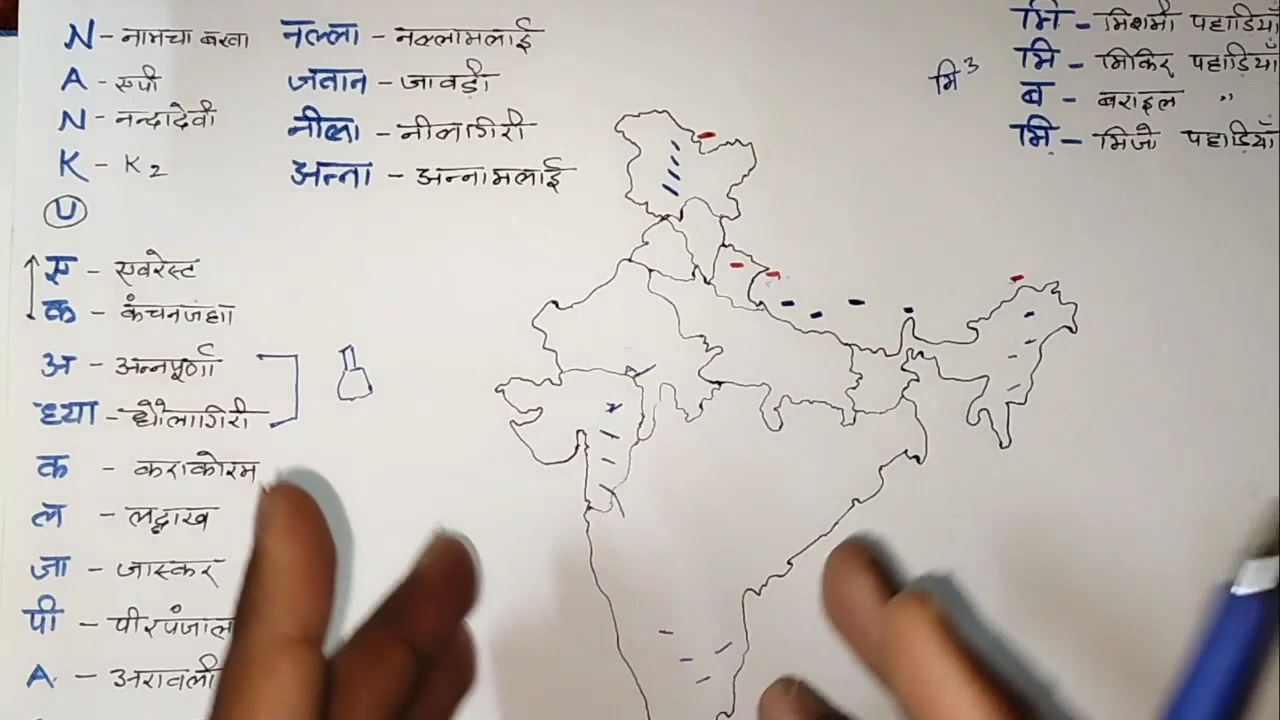 N - नामचा बरवा
A - रूपी
N - नन्दादेवी
K - K2
U
ए - एवरेस्ट
क - कंचनजंघा
अ - अन्नपूर्णा
ध्या - धौलागिरी
क - काराकोरम
ल - लद्दाख
जा - जास्कर
पी - पीरपंजाल
A - अरावली
नल्ला - नल्लामलाई
जवान - जावड़ी
नीला - नीलगिरी
अन्ना - अन्नामलाई
मि3
मि - मिशमी पहाडियाँ
मि - मिकिर पहाडियाँ
ब - बराइल "
मि - मिजो पहाडियाँ